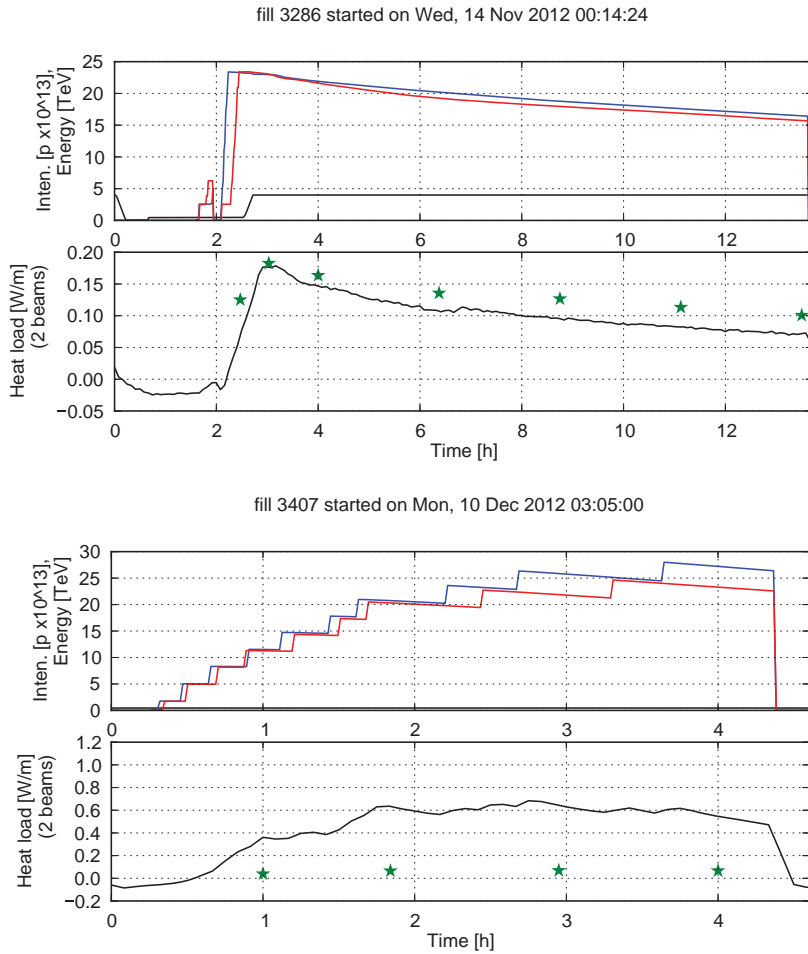 fill 3286 started on Wed, 14 Nov 2012 00:14:24
Inten. [p x10^13],
Energy [TeV]
25
20
15
10
5
0
0 2 4 6 8 10 12
Heat load [W/m]
(2 beams)
0.20
0.15
0.10
0.05
0.00
−0.05
0 2 4 6 8 10 12
Time [h]
fill 3407 started on Mon, 10 Dec 2012 03:05:00
Inten. [p x10^13],
Energy [TeV]
30
25
20
15
10
5
0
0 1 2 3 4
Heat load [W/m]
(2 beams)
1.2
1.0
0.8
0.6
0.4
0.2
0.0
−0.2
0 1 2 3 4
Time [h]